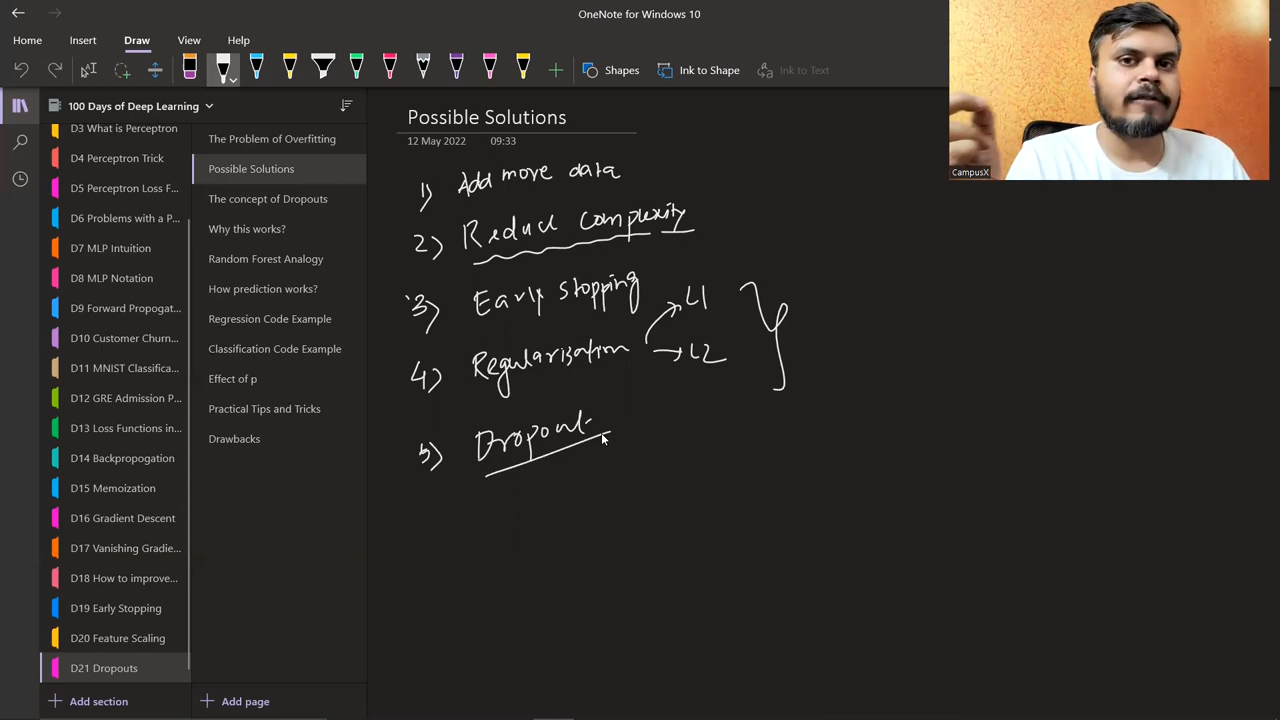 OneNote for Windows 10
Home Insert Draw View Help
Shapes Ink to Shape Ink to Text
100 Days of Deep Learning
D3 What is Perceptron
D4 Perceptron Trick
D5 Perceptron Loss F...
D6 Problems with a P...
D7 MLP Intuition
D8 MLP Notation
D9 Forward Propogat...
D10 Customer Churn...
D11 MNIST Classifica...
D12 GRE Admission P...
D13 Loss Functions in...
D14 Backpropogation
D15 Memoization
D16 Gradient Descent
D17 Vanishing Gradie...
D18 How to improve...
D19 Early Stopping
D20 Feature Scaling
D21 Dropouts
Add section
The Problem of Overfitting
Possible Solutions
The concept of Dropouts
Why this works?
Random Forest Analogy
How prediction works?
Regression Code Example
Classification Code Example
Effect of p
Practical Tips and Tricks
Drawbacks
Add page
Possible Solutions
12 May 2022 09:33
1) Add more data
2) Reduce complexity
3) Early stopping
4) Regularization L1
L2
5) Dropout
CampusX